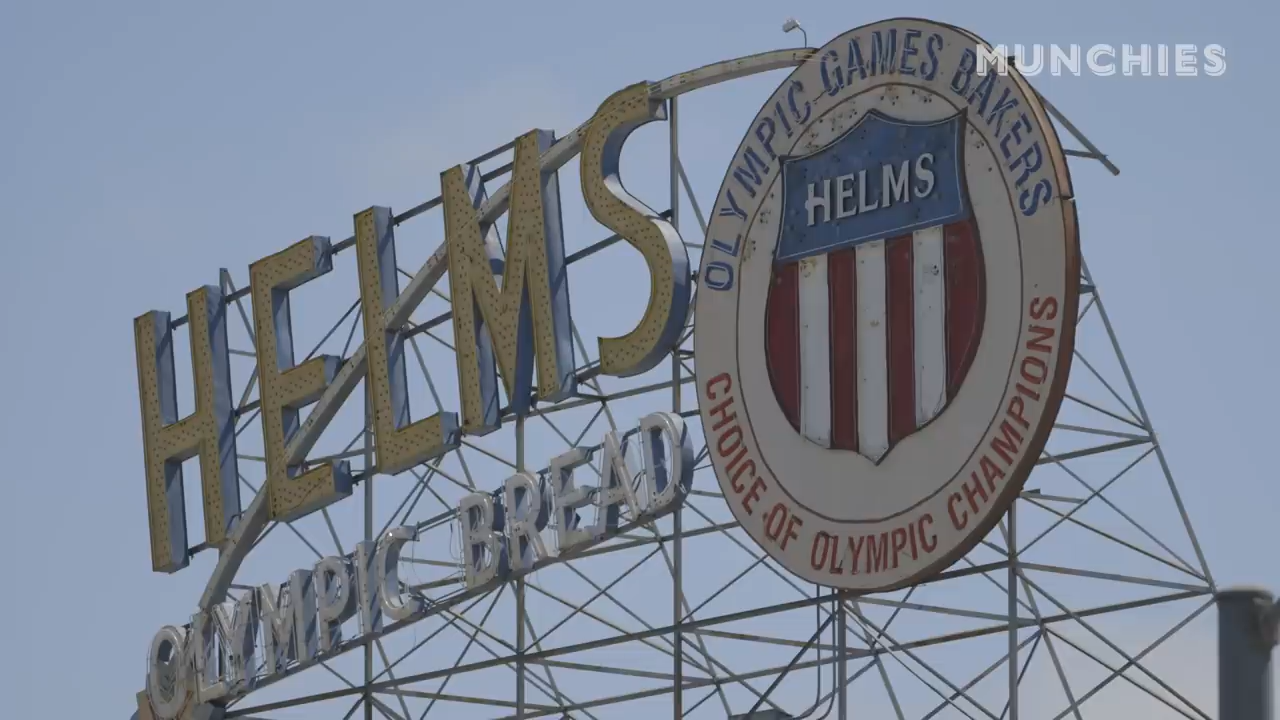 MUNCHIES
HELMS
OLYMPIC BREAD
OLYMPIC GAMES BAKERS
HELMS
CHOICE OF OLYMPIC CHAMPIONS